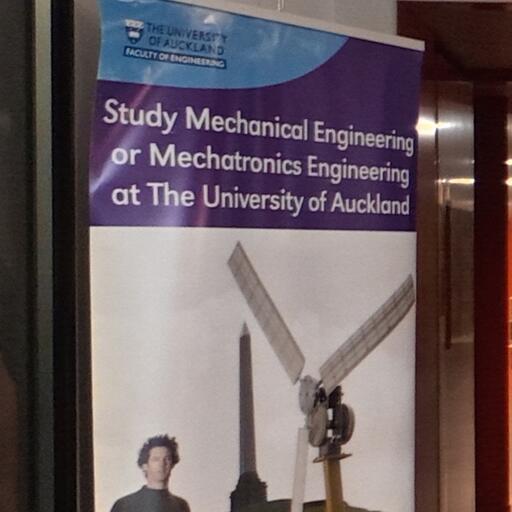 THE UNIVERSITY
OF AUCKLAND
FACULTY OF ENGINEERING
Study Mechanical Engineering
or Mechatronics Engineering
at The University of Auckland